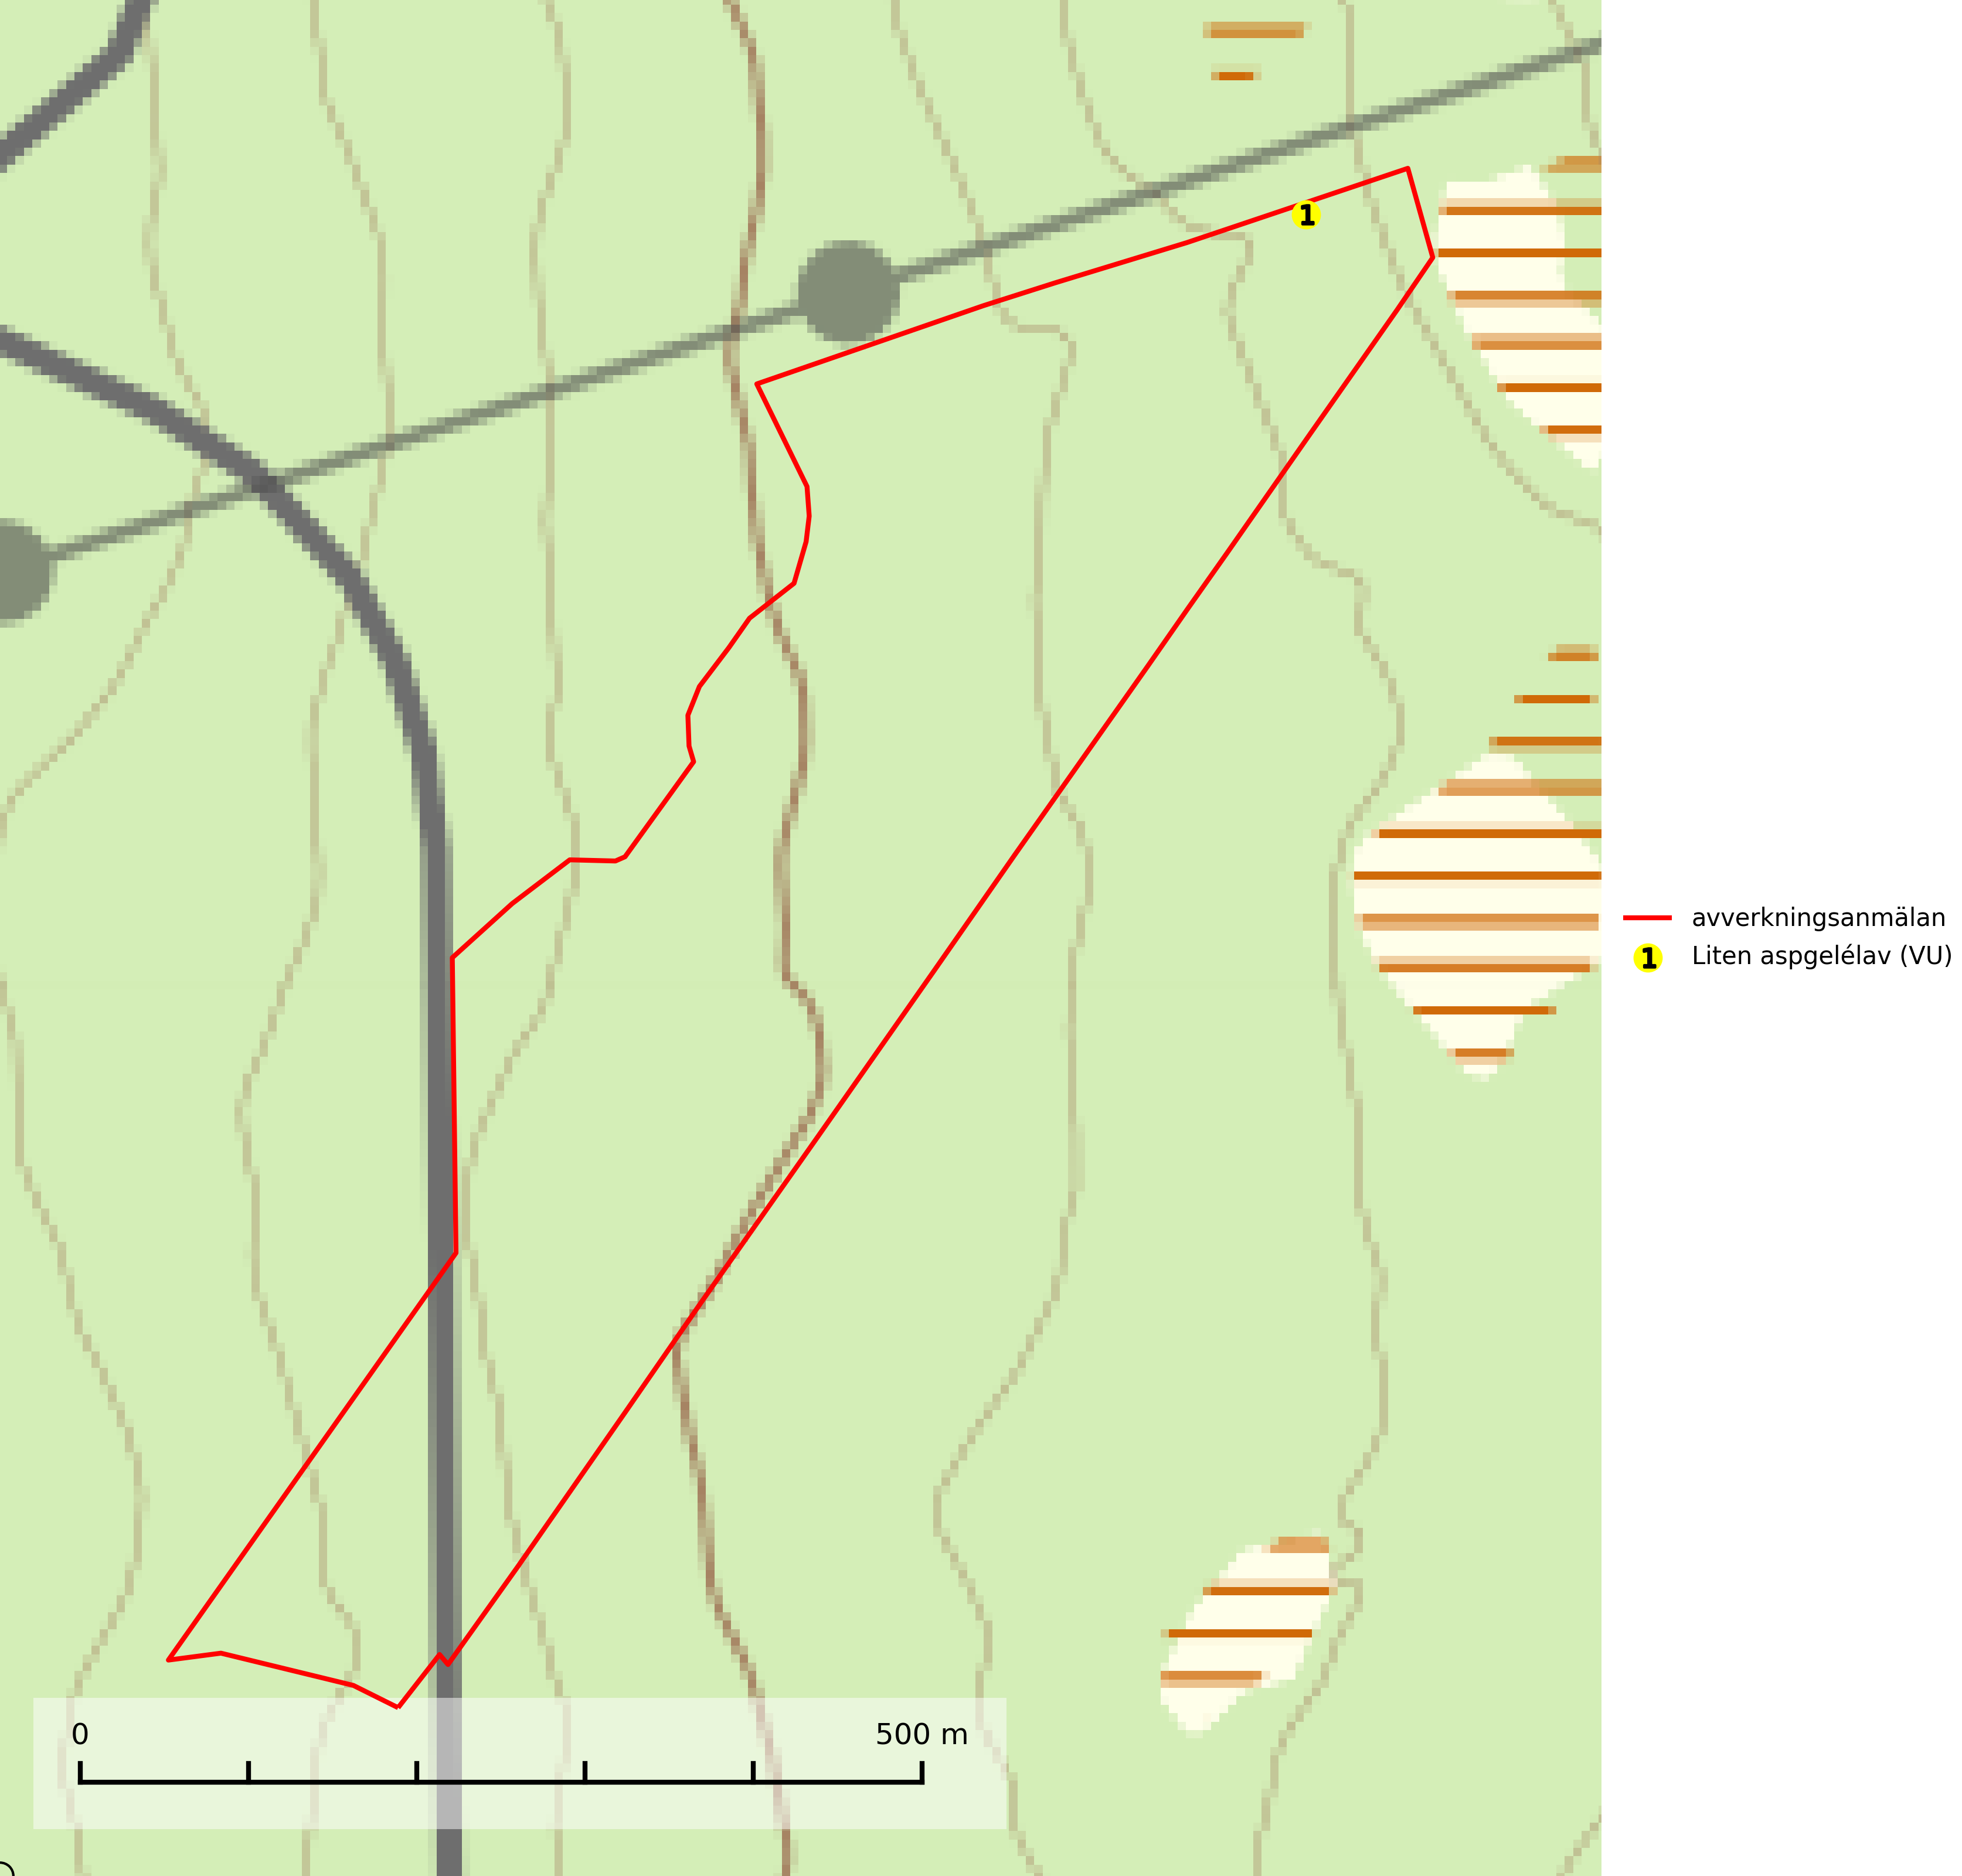 1
avverkningsanmälan
1 Liten aspgelélav (VU)
0 500 m